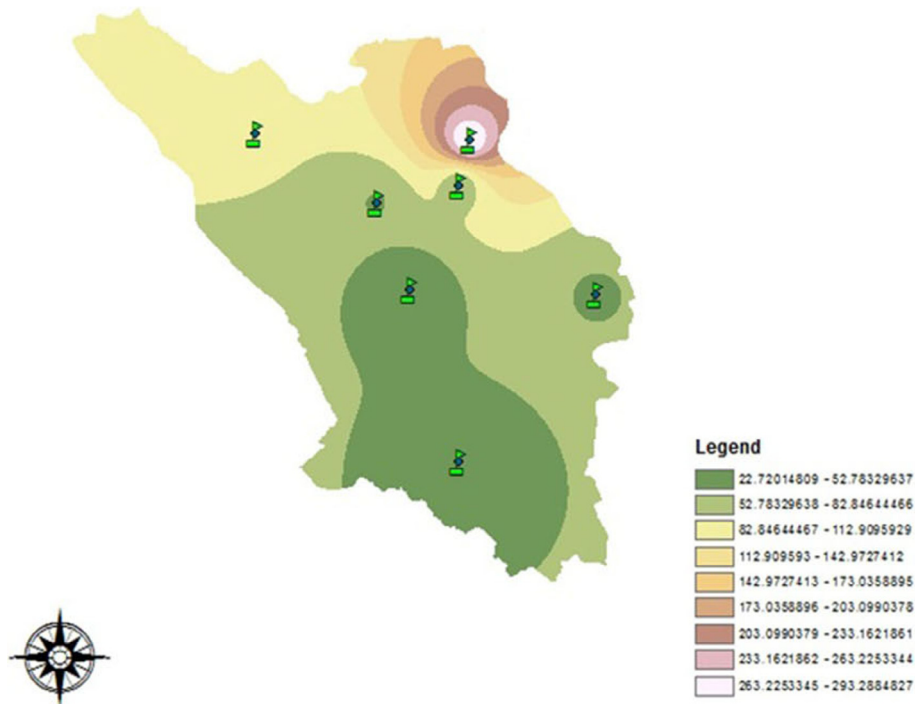 Legend
22.72014809 - 52.78329637
52.78329638 - 82.84644466
82.84644467 - 112.9095929
112.909593 - 142.9727412
142.9727413 - 173.0358895
173.0358896 - 203.0990378
203.0990379 - 233.1621861
233.1621862 - 263.2253344
263.2253345 - 293.2884827